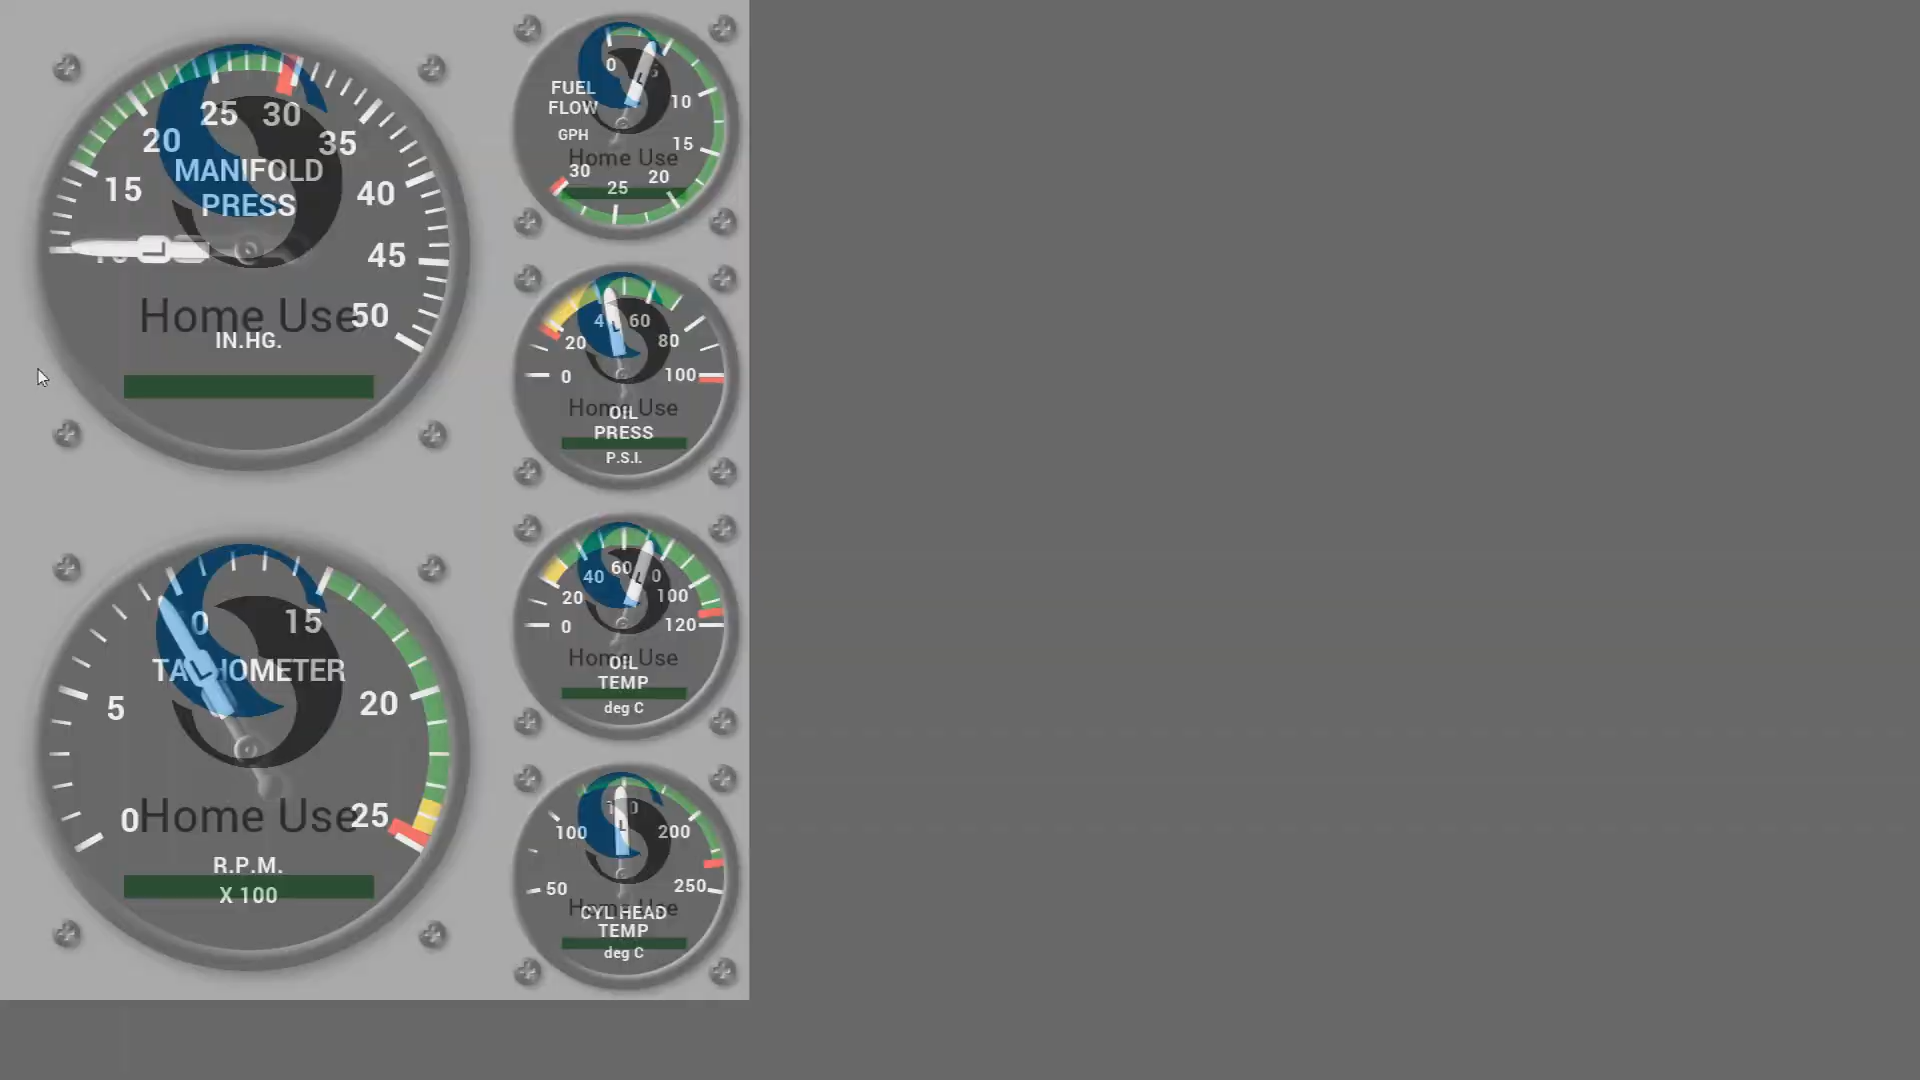 25
30
20
35
MANIFOLD
15
40
PRESS
45
Home Use
50
IN.HG.
0
FUEL
FLOW
10
GPH
15
Home Use
30
20
25
60
20
80
0
100
Home Use
OIL
PRESS
P.S.I.
15
TACHOMETER
5
20
0
Home Use
25
R.P.M.
X 100
60
40
20
100
0
120
Home Use
OIL
TEMP
deg C
100
200
50
250
Home Use
CYL HEAD
TEMP
deg C